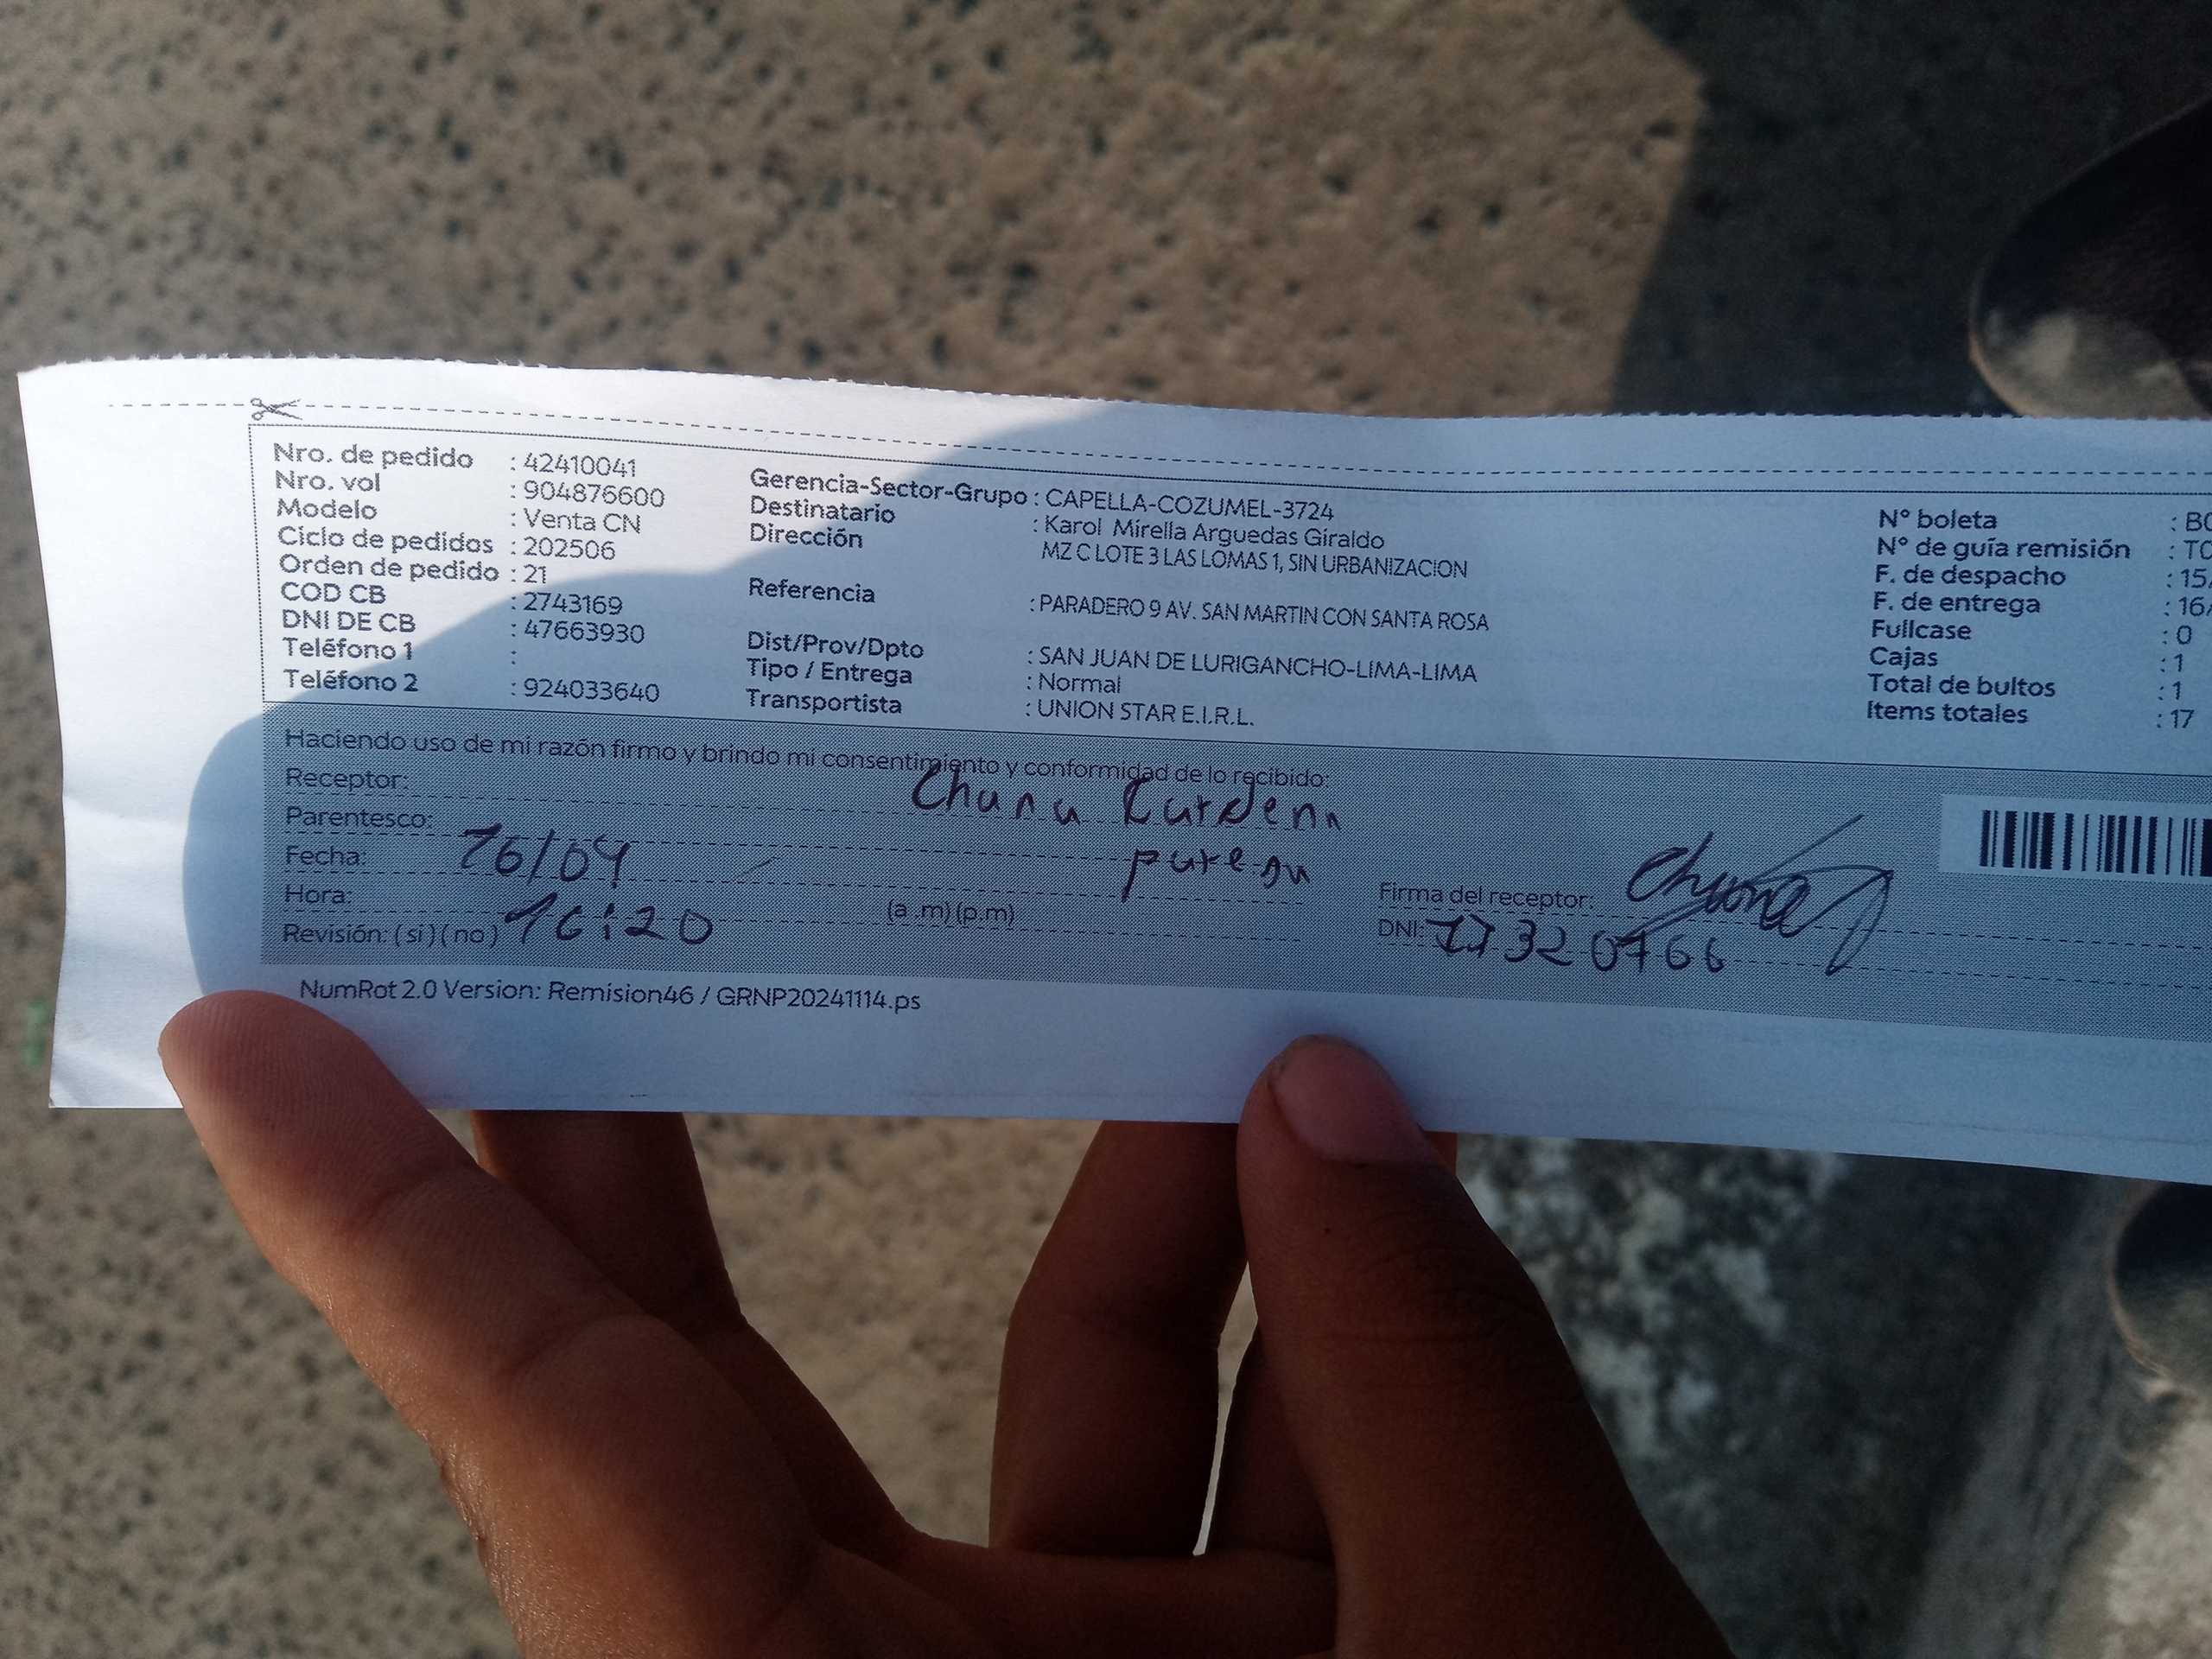 Nro. de pedido : 42410041
Nro. vol : 904876600
Modelo : Venta CN
Ciclo de pedidos : 202506
Orden de pedido : 21
COD CB : 2743169
DNI DE CB : 47663930
Teléfono 1 :
Teléfono 2 : 924033640
Gerencia-Sector-Grupo : CAPELLA-COZUMEL-3724
Destinatario : Karol Mirella Arguedas Giraldo
Dirección MZ C LOTE 3 LAS LOMAS 1, SIN URBANIZACION
Referencia : PARADERO 9 AV. SAN MARTIN CON SANTA ROSA
Dist/Prov/Dpto : SAN JUAN DE LURIGANCHO-LIMA-LIMA
Tipo / Entrega : Normal
Transportista : UNION STAR E.I.R.L.
N° boleta : B
N° de guía remisión : T
F. de despacho : 15
F. de entrega : 16
Fullcase : 0
Cajas : 1
Total de bultos : 1
Items totales : 17
Haciendo uso de mi razón firmo y brindo mi consentimiento y conformidad de lo recibido:
Receptor:
Parentesco:
Fecha: 16/04
Hora: 16:20 (a .m) (p.m)
Revisión: ( si ) ( no )
Firma del receptor:
DNI: 77320766
NumRot 2.0 Version: Remision46 / GRNP20241114.ps